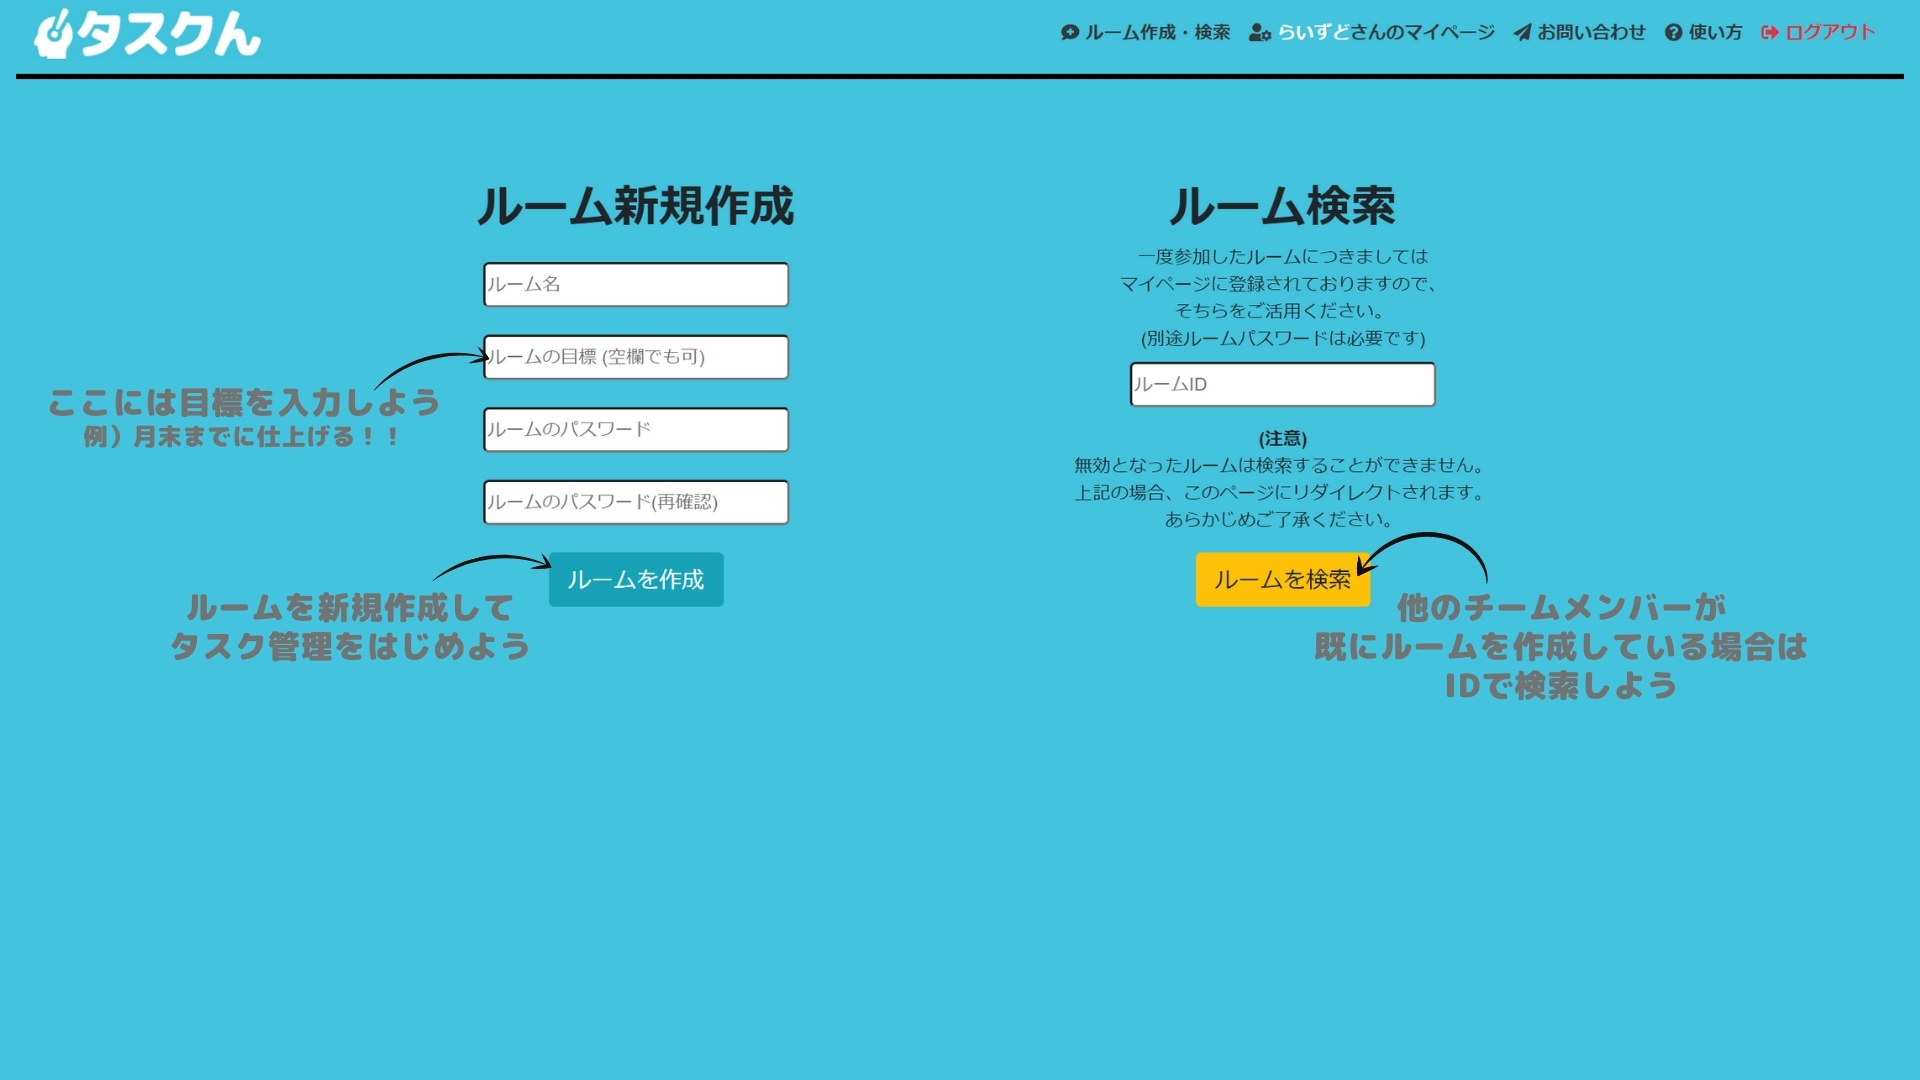 タスクん
ルーム作成・検索 らいずどさんのマイページ お問い合わせ 使い方 ログアウト
ルーム新規作成
ルーム名
ルームの目標 (空欄でも可)
ここには目標を入力しよう
例）月末までに仕上げる！！
ルームのパスワード
ルームのパスワード(再確認)
ルームを作成
ルームを新規作成して
タスク管理をはじめよう
ルーム検索
一度参加したルームにつきましては
マイページに登録されておりますので、
そちらをご活用ください。
(別途ルームパスワードは必要です)
ルームID
(注意)
無効となったルームは検索することができません。
上記の場合、このページにリダイレクトされます。
あらかじめご了承ください。
ルームを検索
他のチームメンバーが
既にルームを作成している場合は
IDで検索しよう